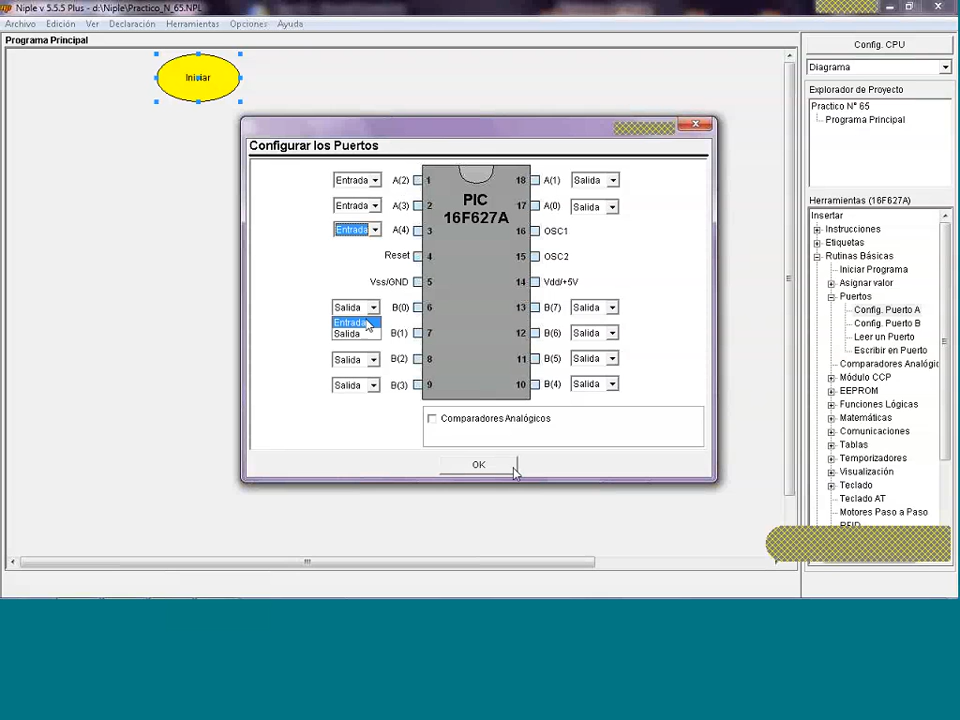 Niple v 5.5.5 Plus - d:\Niple\Practico_N_65.NPL
Archivo Edición Ver Declaración Herramientas Opciones Ayuda
Programa Principal
Iniciar
Configurar los Puertos
PIC
16F627A
Entrada A(2) 1 18 A(1) Salida
Entrada A(3) 2 17 A(0) Salida
Entrada A(4) 3 16 OSC1
Reset 4 15 OSC2
Vss/GND 5 14 Vdd/+5V
Salida B(0) 6 13 B(7) Salida
Entrada
Salida B(1) 7 12 B(6) Salida
Salida B(2) 8 11 B(5) Salida
Salida B(3) 9 10 B(4) Salida
Comparadores Analógicos
OK
Config. CPU
Diagrama
Explorador de Proyecto
Practico N° 65
Programa Principal
Herramientas (16F627A)
Insertar
Instrucciones
Etiquetas
Rutinas Básicas
Iniciar Programa
Asignar valor
Puertos
Config. Puerto A
Config. Puerto B
Leer un Puerto
Escribir en Puerto
Comparadores Analógic
Módulo CCP
EEPROM
Funciones Lógicas
Matemáticas
Comunicaciones
Tablas
Temporizadores
Visualización
Teclado
Teclado AT
Motores Paso a Paso
RFID